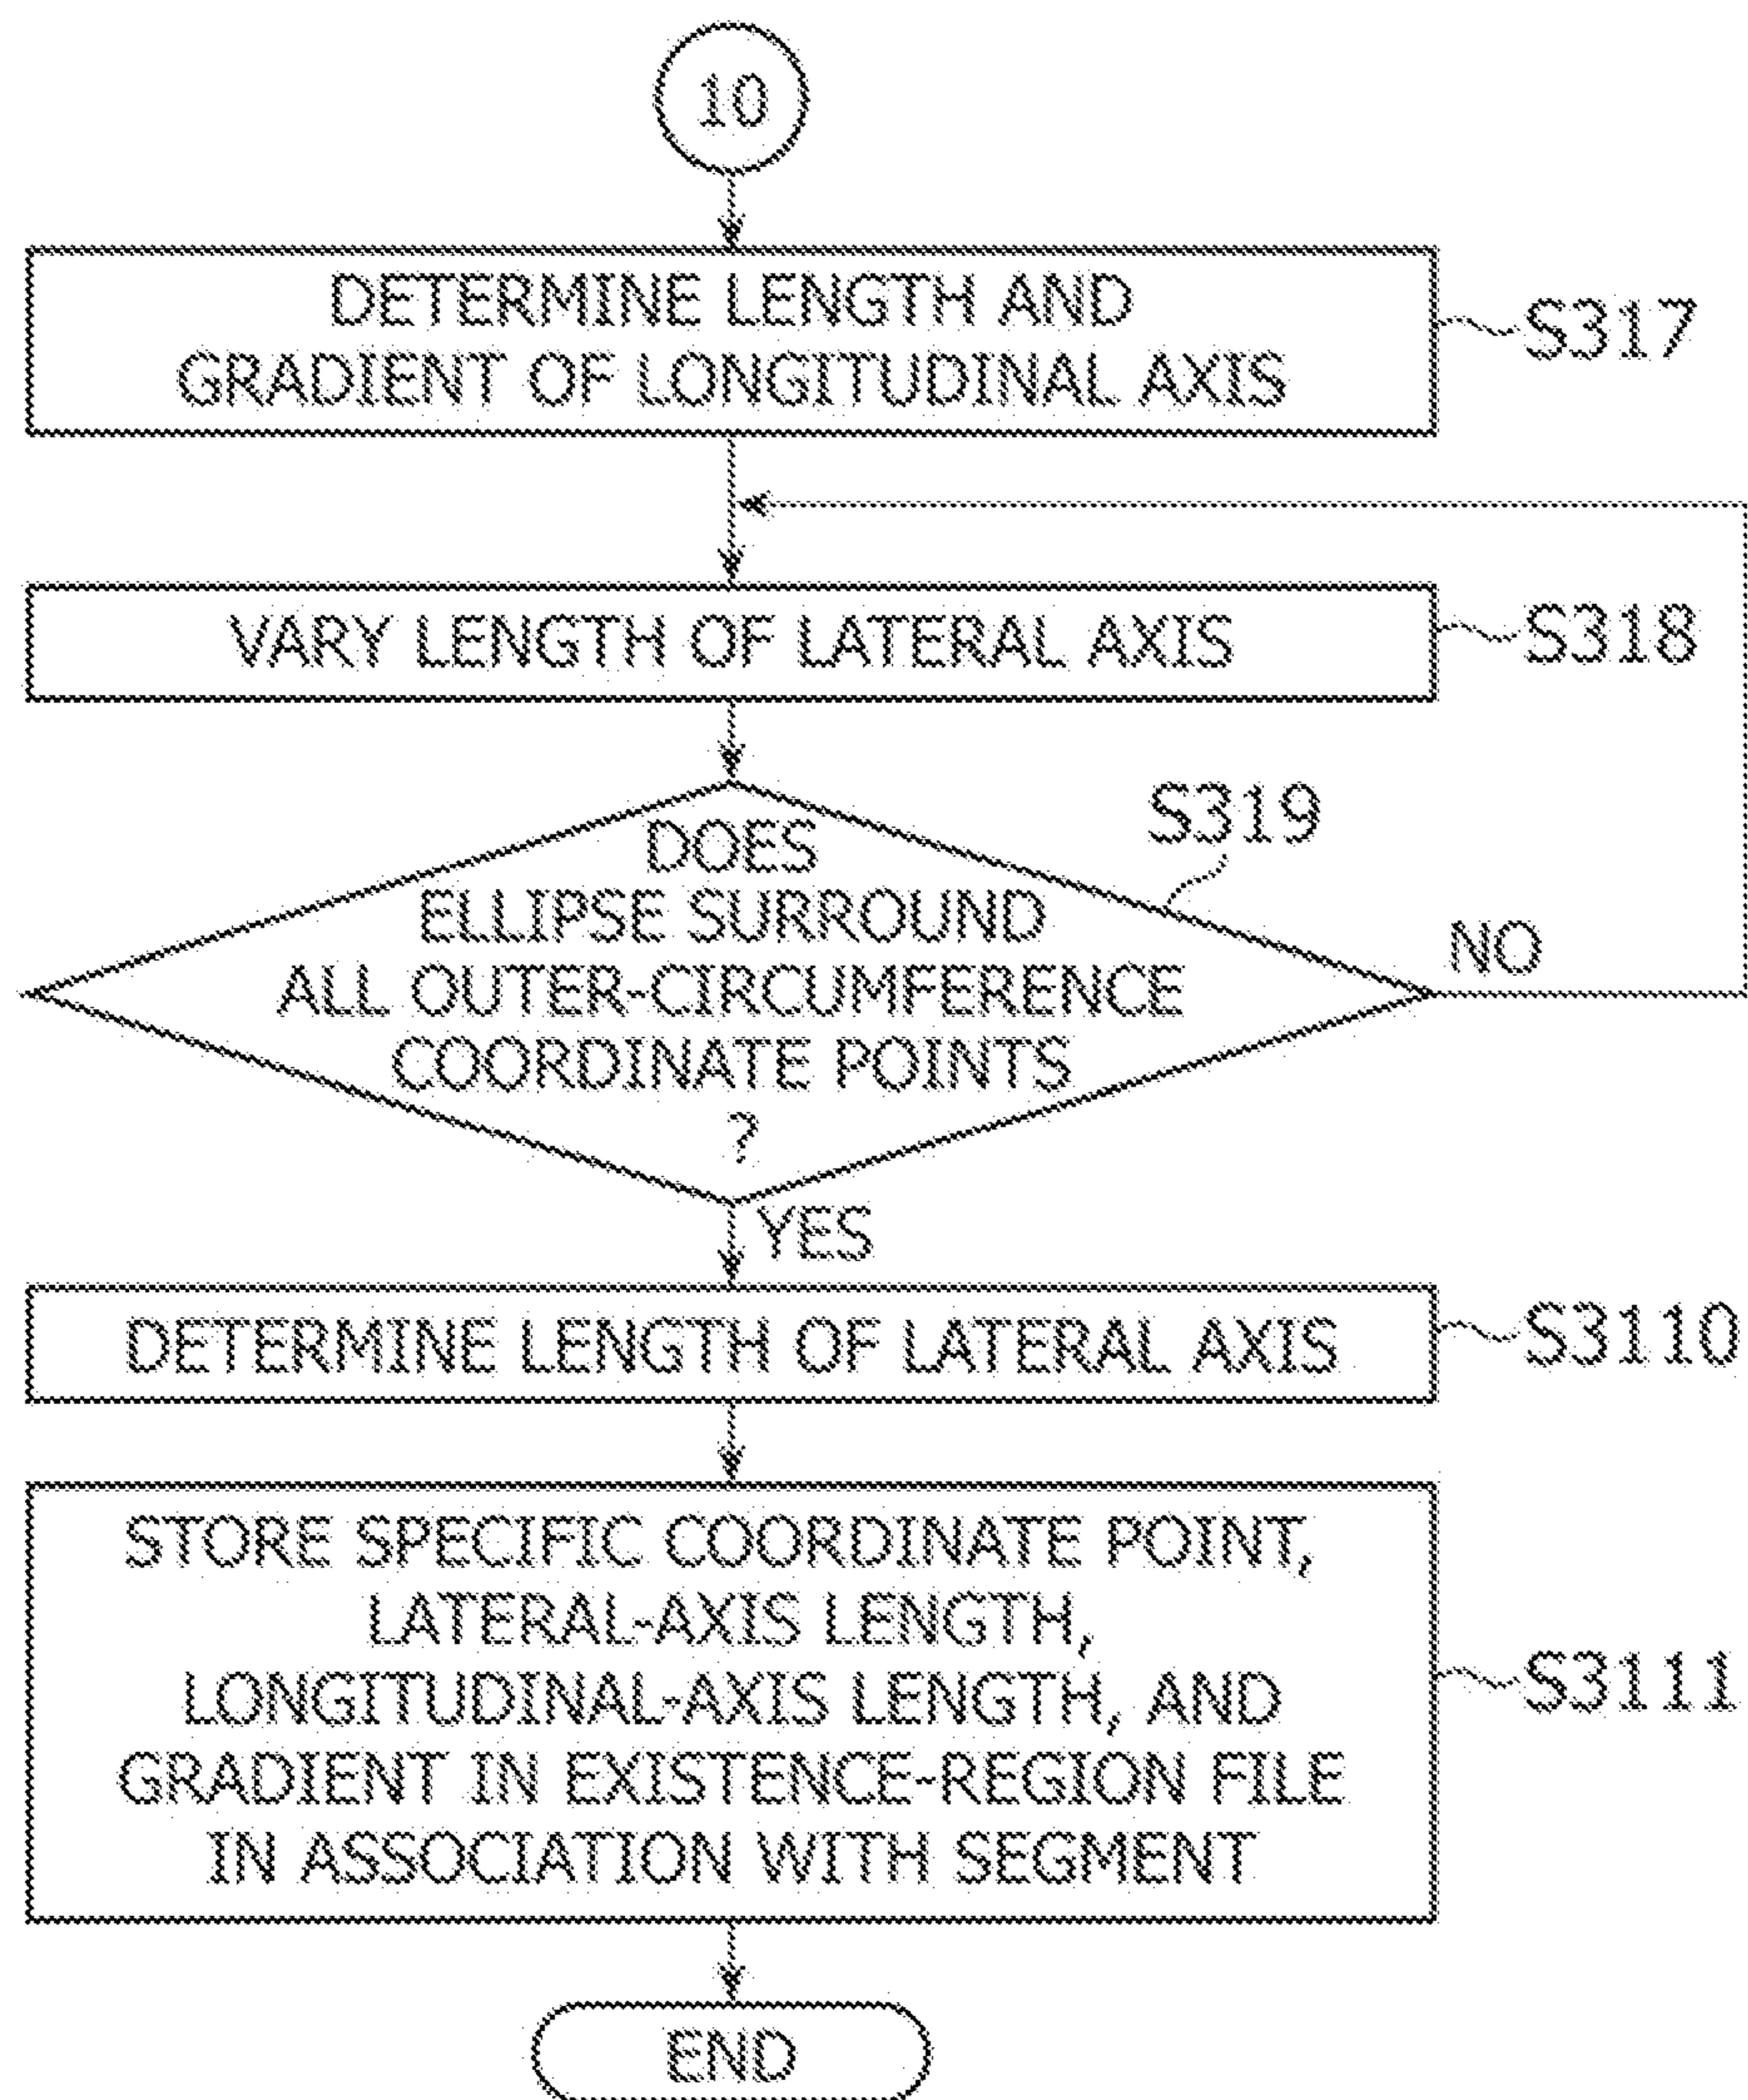 10
DETERMINE LENGTH AND
GRADIENT OF LONGITUDINAL AXIS
S317
VARY LENGTH OF LATERAL AXIS
S318
S319
DOES
ELLIPSE SURROUND
ALL OUTER-CIRCUMFERENCE
COORDINATE POINTS
?
NO
YES
DETERMINE LENGTH OF LATERAL AXIS
S3110
STORE SPECIFIC COORDINATE POINT,
LATERAL-AXIS LENGTH,
LONGITUDINAL-AXIS LENGTH, AND
GRADIENT IN EXISTENCE-REGION FILE
IN ASSOCIATION WITH SEGMENT
S3111
END